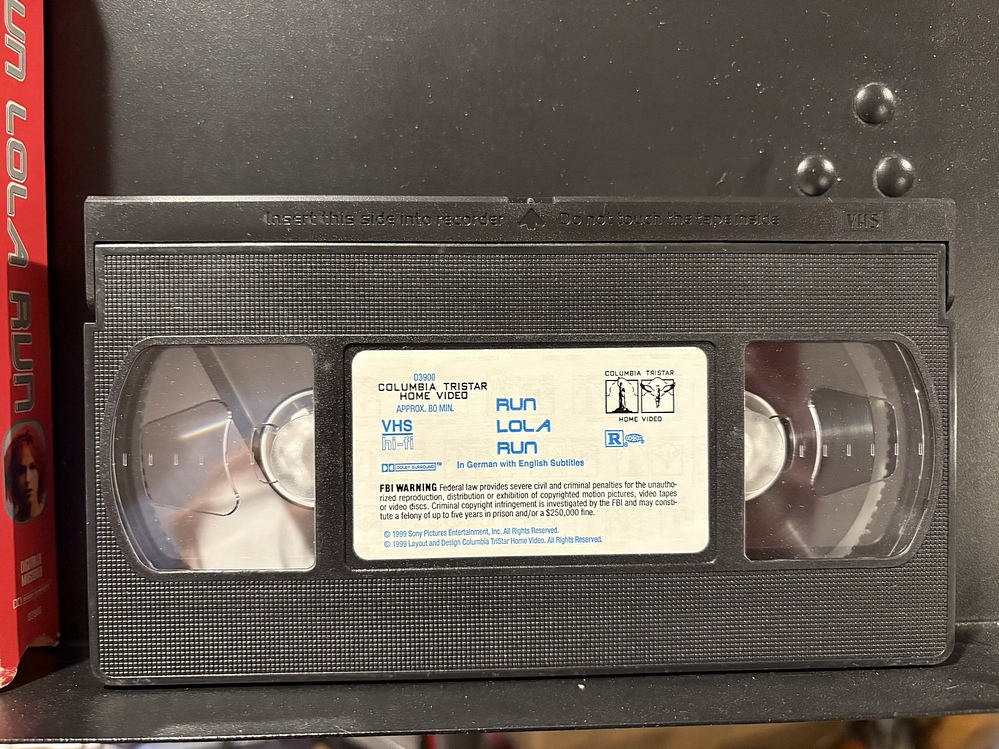 UN LOLA RUN
Insert this side into recorder Do not touch the tape inside VHS
03900
COLUMBIA TRISTAR
HOME VIDEO
APPROX. 80 MIN.
VHS
hi-fi
DOLBY SURROUND™
RUN
LOLA
RUN
In German with English Subtitles
COLUMBIA TRISTAR
HOME VIDEO
R
FBI WARNING Federal law provides severe civil and criminal penalties for the unautho-
rized reproduction, distribution or exhibition of copyrighted motion pictures, video tapes
or video discs. Criminal copyright infringement is investigated by the FBI and may consti-
tute a felony of up to five years in prison and/or a $250,000 fine.
© 1999 Sony Pictures Entertainment, Inc. All Rights Reserved.
© 1999 Layout and Design Columbia TriStar Home Video. All Rights Reserved.